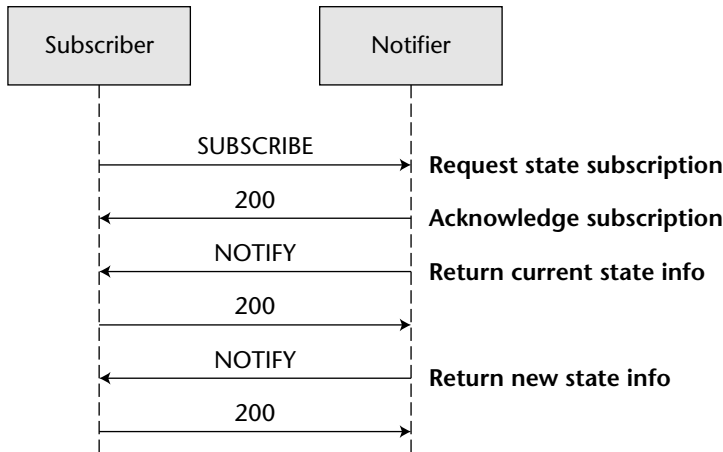 Subscriber
Notifier
SUBSCRIBE
Request state subscription
200
Acknowledge subscription
NOTIFY
Return current state info
200
NOTIFY
Return new state info
200